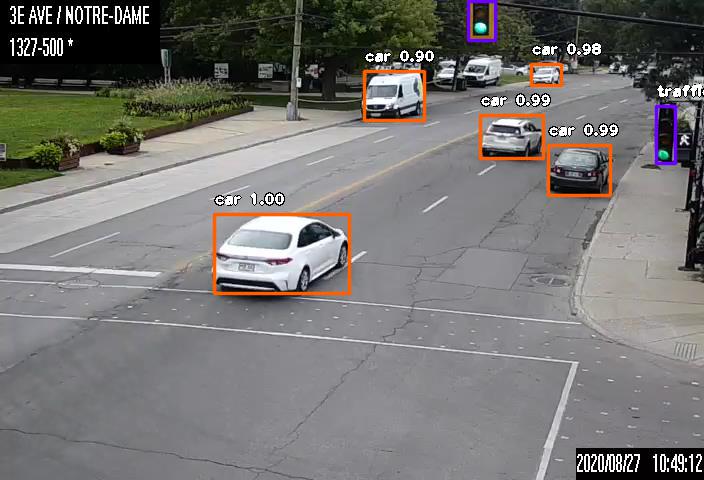 3E AVE / NOTRE-DAME
1327-500 *
car 0.90
car 0.98
car 0.99
traffi
car 0.99
car 1.00
2020/08/27 10:49:12